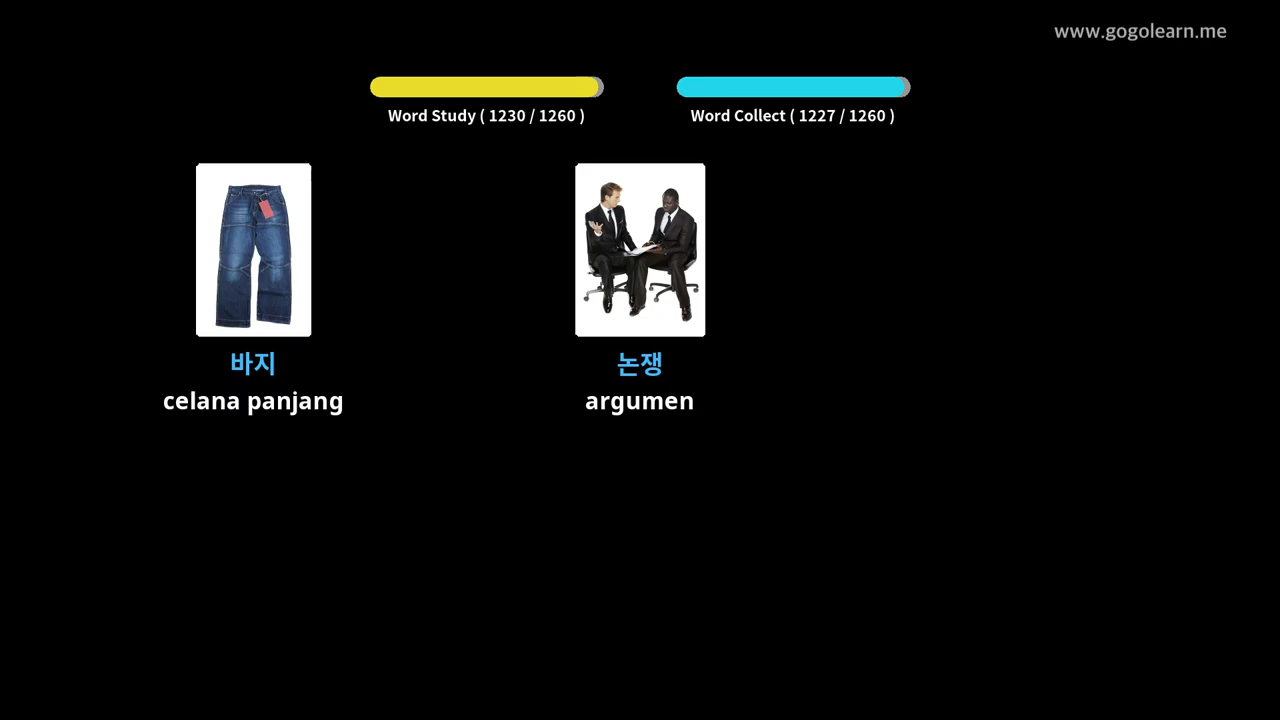 www.gogolearn.me
Word Study ( 1230 / 1260 )
Word Collect ( 1227 / 1260 )
바지
celana panjang
논쟁
argumen